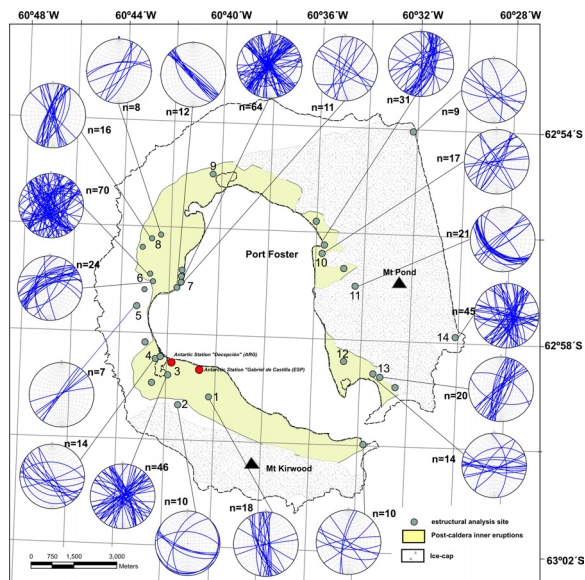 60°48'W 60°44'W 60°40'W 60°36'W 60°32'W 60°28'W
n=8
n=12
n=64
n=11
n=31
n=9
n=16
62°54´S
n=17
9
n=70
8
Port Foster
10
n=21
Mt Pond
n=24
6
7
11
5
n=45
14
62°58´S
4
Antartic Station "Decepción" (ARG)
Antarctic Station "Gabriel de Castilla (ESP)
3
12
13
n=7
2
1
n=20
n=14
n=46
n=10
n=18
Mt Kirwood
n=10
n=14
estructural analysis site
Post-caldera inner eruptions
Ice-cap
0 750 1,500 3,000
Meters
63°02´S